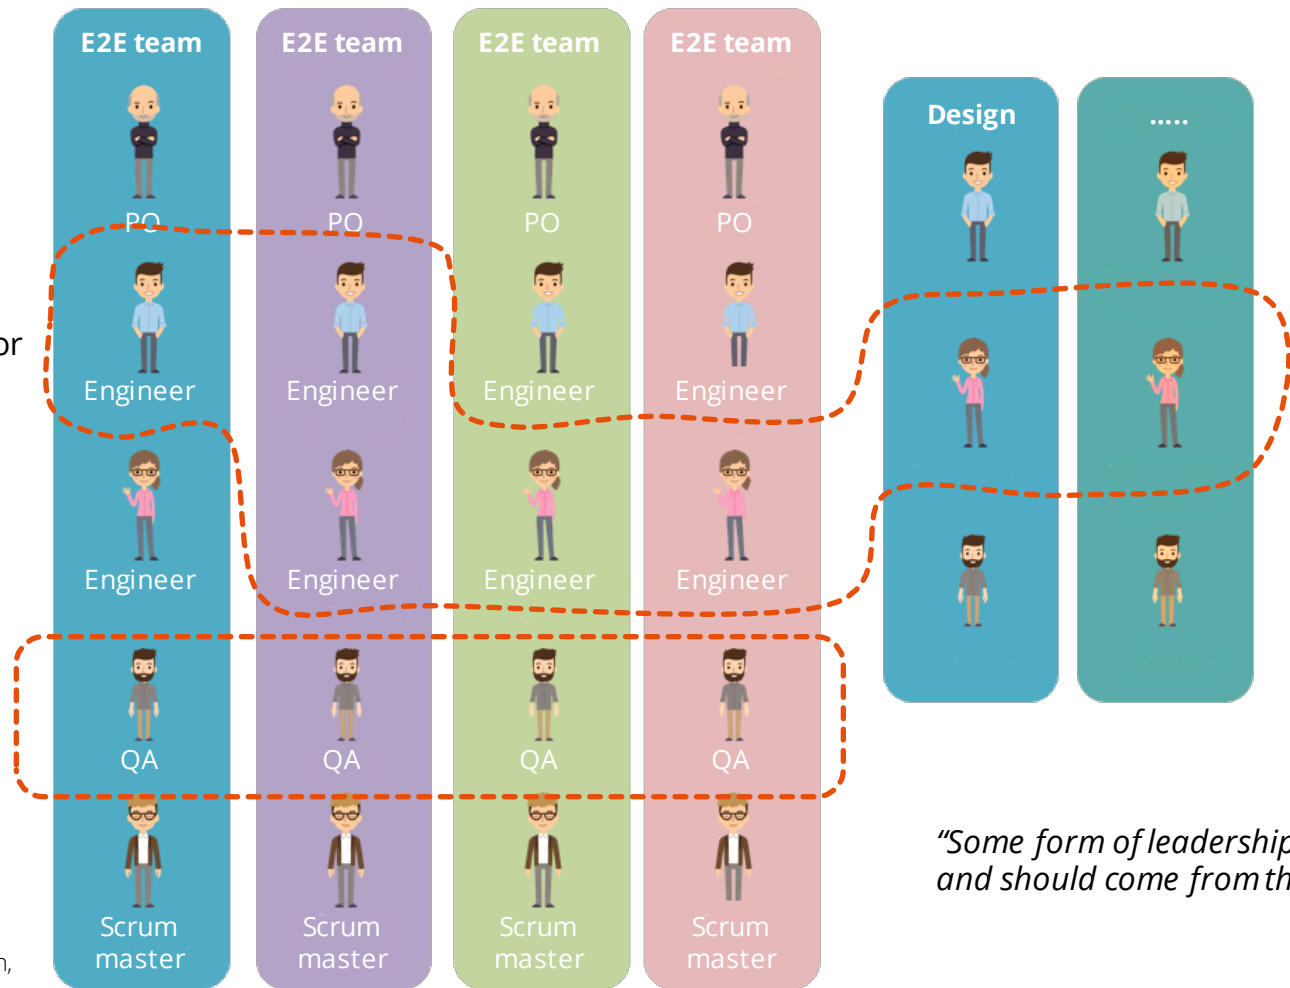 E2E team
PO
Engineer
Engineer
QA
Scrum
master
E2E team
PO
Engineer
Engineer
QA
Scrum
master
E2E team
PO
Engineer
Engineer
QA
Scrum
master
E2E team
PO
Engineer
Engineer
QA
Scrum
master
Design
.....
or
“Some form of leadership
and should come from th
n,